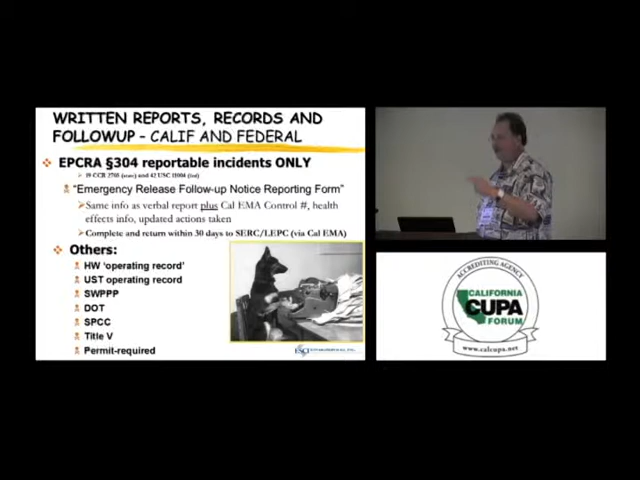 WRITTEN REPORTS, RECORDS AND
FOLLOWUP – CALIF AND FEDERAL
EPCRA §304 reportable incidents ONLY
19 CCR 2705 (state) and 42 USC 11004 (fed)
"Emergency Release Follow-up Notice Reporting Form"
Same info as verbal report plus Cal EMA Control #, health
effects info, updated actions taken
Complete and return within 30 days to SERC/LEPC (via Cal EMA)
Others:
HW 'operating record'
UST operating record
SWPPP
DOT
SPCC
Title V
Permit-required
ACCREDITING AGENCY
CALIFORNIA
CUPA
FORUM
www.calcupa.net